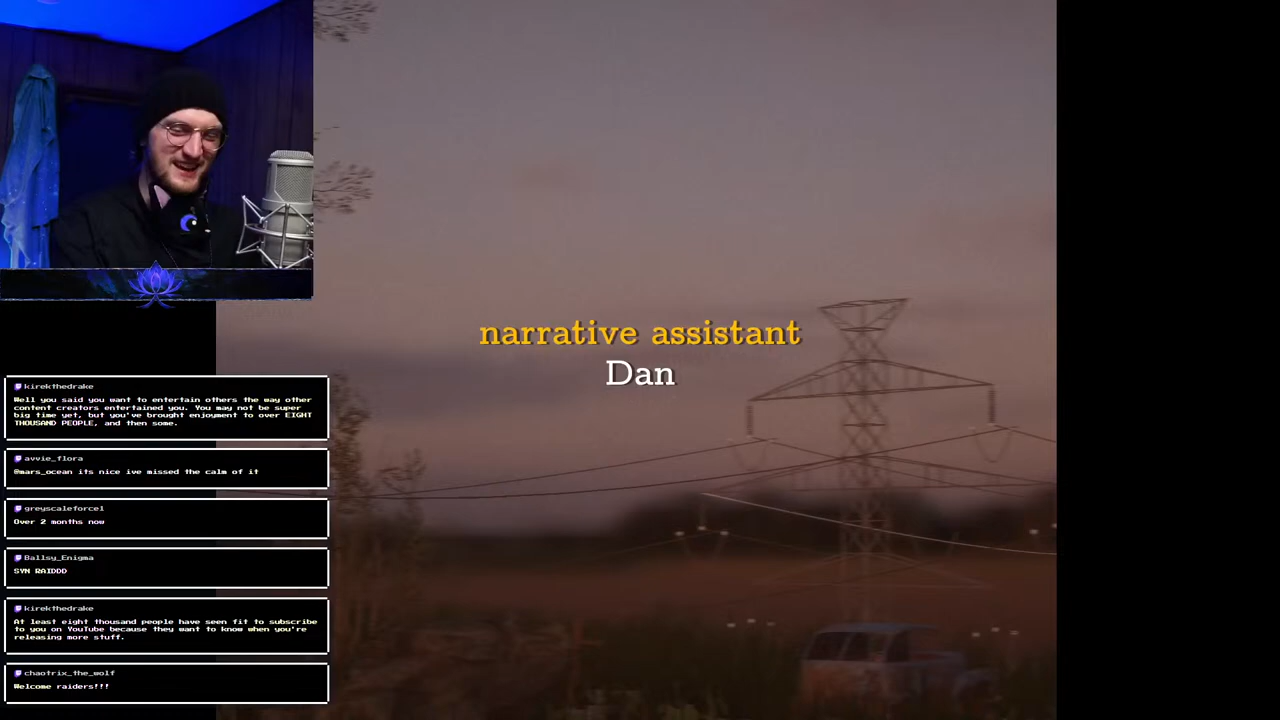 narrative assistant
Dan
kirekthedrake
Well you said you want to entertain others the way other
content creators entertained you. You may not be super
big time yet, but you've brought enjoyment to over EIGHT
THOUSAND PEOPLE, and then some.
avvie_flora
@mars_ocean its nice ive missed the calm of it
greyscaleforce1
Over 2 months now
Ballsy_Enigma
SYN RAIDDD
kirekthedrake
At least eight thousand people have seen fit to subscribe
to you on YouTube because they want to know when you're
releasing more stuff.
chaotrix_the_wolf
Welcome raiders!!!